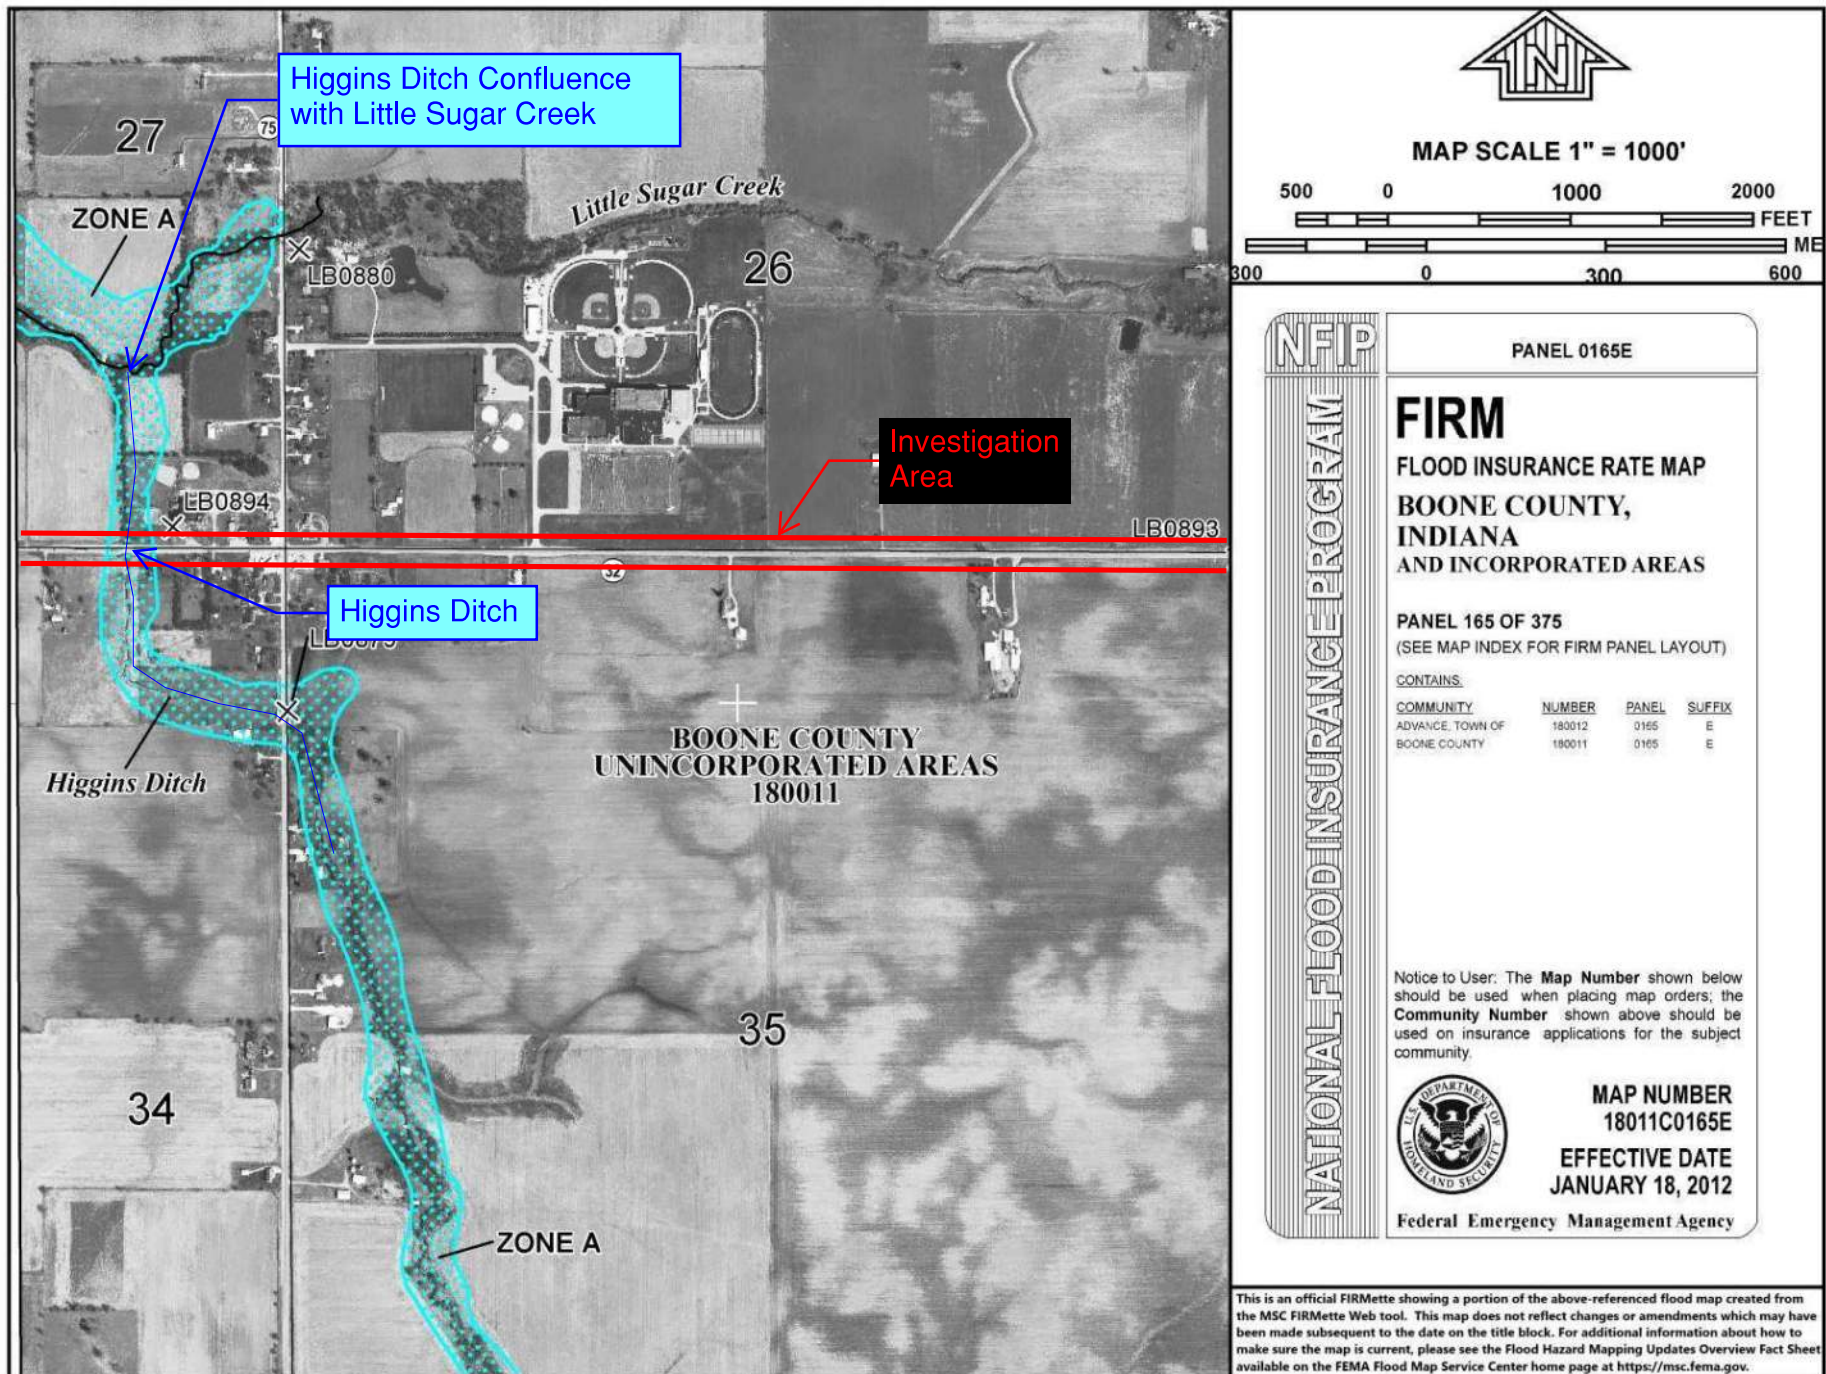 Higgins Ditch Confluence
with Little Sugar Creek
27
75
ZONE A
Little Sugar Creek
LB0880
26
Investigation
Area
LB0894
LB0893
32
Higgins Ditch
LB0879
Higgins Ditch
BOONE COUNTY
UNINCORPORATED AREAS
180011
35
34
ZONE A
N
MAP SCALE 1" = 1000'
500 0 1000 2000
FEET
ME
300 0 300 600
NFIP
PANEL 0165E
NATIONAL FLOOD INSURANCE PROGRAM
FIRM
FLOOD INSURANCE RATE MAP
BOONE COUNTY,
INDIANA
AND INCORPORATED AREAS
PANEL 165 OF 375
(SEE MAP INDEX FOR FIRM PANEL LAYOUT)
CONTAINS:
COMMUNITY NUMBER PANEL SUFFIX
ADVANCE, TOWN OF 180012 0165 E
BOONE COUNTY 180011 0165 E
Notice to User: The Map Number shown below
should be used when placing map orders; the
Community Number shown above should be
used on insurance applications for the subject
community.
U.S. DEPARTMENT OF
HOMELAND SECURITY
MAP NUMBER
18011C0165E
EFFECTIVE DATE
JANUARY 18, 2012
Federal Emergency Management Agency
This is an official FIRMette showing a portion of the above-referenced flood map created from
the MSC FIRMette Web tool. This map does not reflect changes or amendments which may have
been made subsequent to the date on the title block. For additional information about how to
make sure the map is current, please see the Flood Hazard Mapping Updates Overview Fact Sheet
available on the FEMA Flood Map Service Center home page at https://msc.fema.gov.